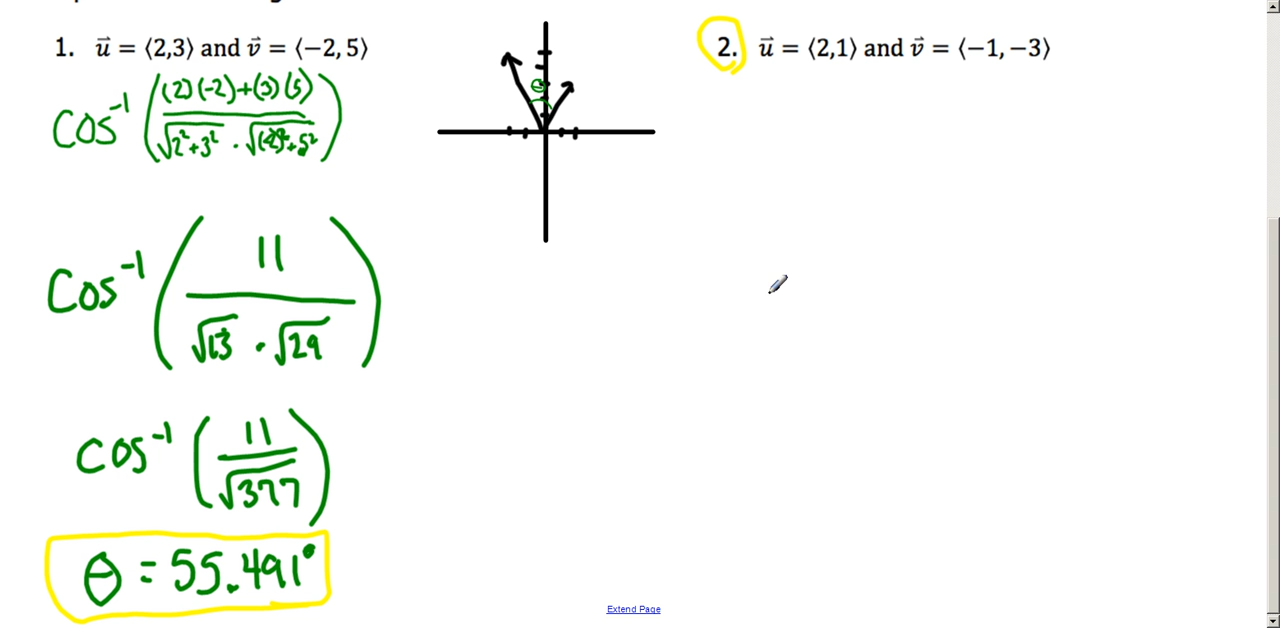 1. u⃗ = ⟨2,3⟩ and v⃗ = ⟨−2, 5⟩
cos⁻¹ ( (2)(-2)+(3)(5) / √2²+3² · √(-2)²+5² )
cos⁻¹ ( 11 / √13 · √29 )
cos⁻¹ ( 11 / √377 )
θ = 55.491°
θ
2. u⃗ = ⟨2,1⟩ and v⃗ = ⟨−1, −3⟩
Extend Page